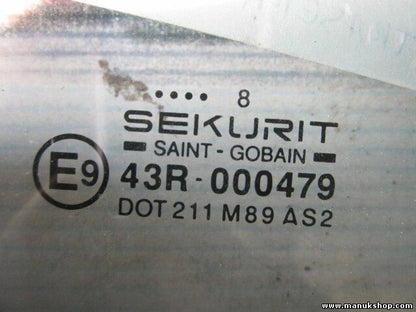 .... 8
SEKURIT
SAINT-GOBAIN
E9 43R-000479
DOT 211 M89 AS2
www.manukshop.com